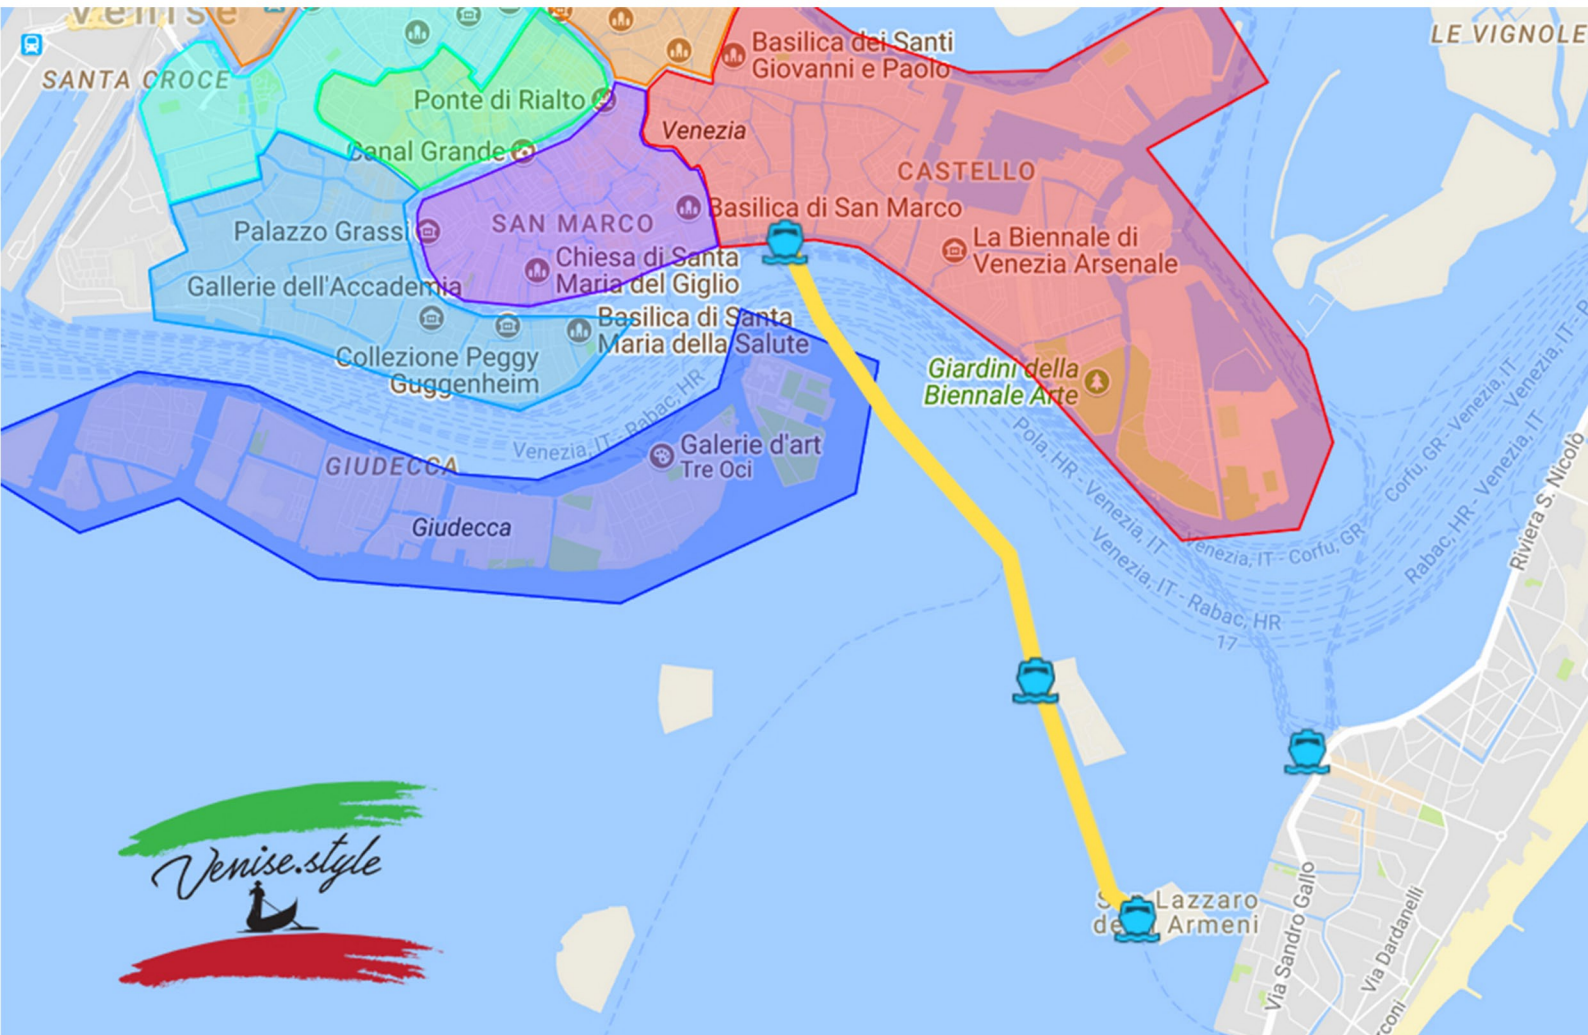 Venise
LE VIGNOLE
SANTA CROCE
Basilica dei Santi
Giovanni e Paolo
Ponte di Rialto
Venezia
Canal Grande
CASTELLO
SAN MARCO
Basilica di San Marco
Palazzo Grassi
La Biennale di
Venezia Arsenale
Chiesa di Santa
Maria del Giglio
Gallerie dell'Accademia
Basilica di Santa
Maria della Salute
Collezione Peggy
Guggenheim
Giardini della
Biennale Arte
Venezia, IT - Rabac, HR
Galerie d'art
Tre Oci
GIUDECCA
Giudecca
Pola, HR - Venezia, IT
Venezia, IT - Corfu, GR
Venezia, IT - Rabac, HR
17
Corfu, GR - Venezia, IT
Venezia, IT - P
Rabac, HR - Venezia, IT
Riviera S. Nicolò
Venise.style
Lazzaro
Armeni
Via Sandro Gallo
Via Dardanelli
rconi